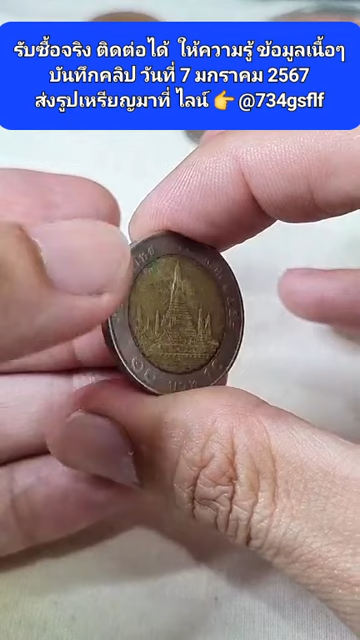 รับซื้อจริง ติดต่อได้ ให้ความรู้ ข้อมูลเนื้อๆ
บันทึกคลิป วันที่ 7 มกราคม 2567
ส่งรูปเหรียญมาที่ ไลน์ 👉 @734gsflf